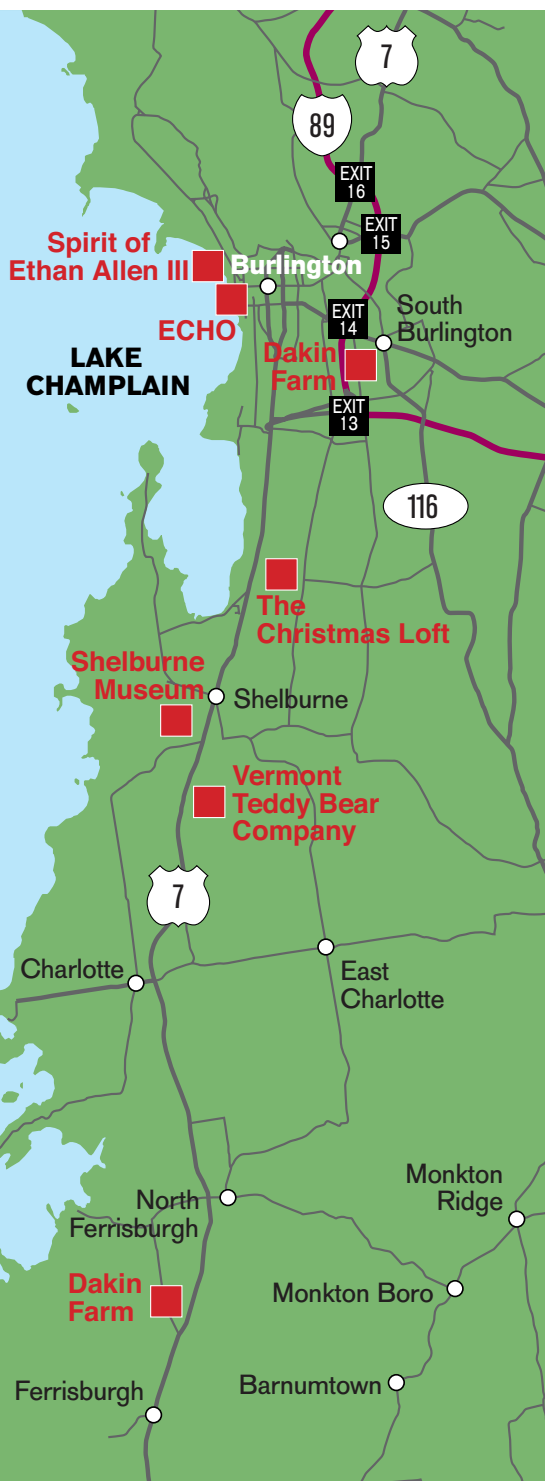 7
89
EXIT
16
EXIT
15
Spirit of
Ethan Allen III
Burlington
ECHO
EXIT
14
South
Burlington
LAKE
CHAMPLAIN
Dakin
Farm
EXIT
13
116
The
Christmas Loft
Shelburne
Museum
Shelburne
Vermont
Teddy Bear
Company
7
Charlotte
East
Charlotte
North
Ferrisburgh
Monkton
Ridge
Dakin
Farm
Monkton Boro
Ferrisburgh
Barnumtown